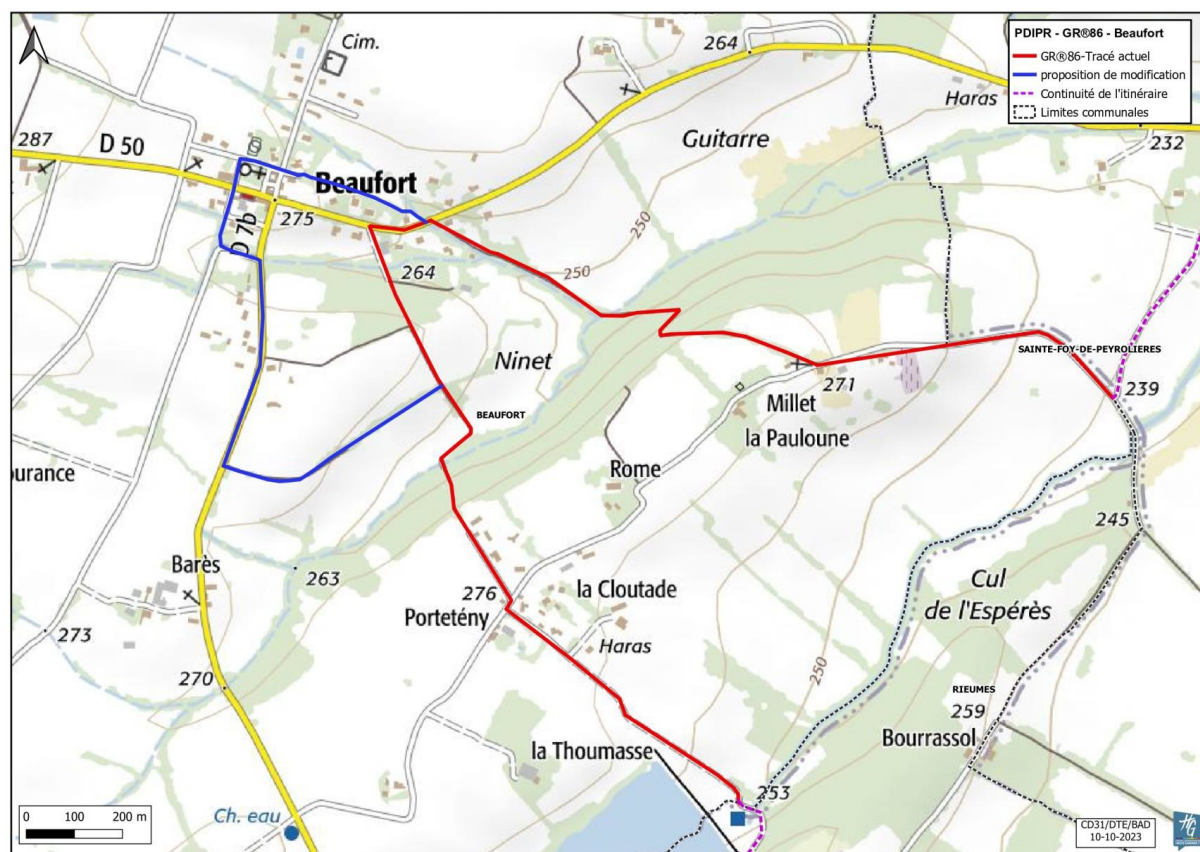 PDIPR - GR®86 - Beaufort
GR®86-Tracé actuel
proposition de modification
Continuité de l'itinéraire
Limites communales
Cim.
264
Haras
287
D 50
Guitarre
232
Beaufort
275
D 7b
250
264
250
SAINTE-FOY-DE-PEYROLIERES
Ninet
271
239
Millet
BEAUFORT
la Pauloune
ourance
Rome
245
Barès
263
276
la Cloutade
Cul
de l'Espérès
Portetény
273
Haras
250
270
RIEUMES
259
la Thoumasse
Bourrassol
253
0 100 200 m
Ch. eau
CD31/DTE/BAD
10-10-2023